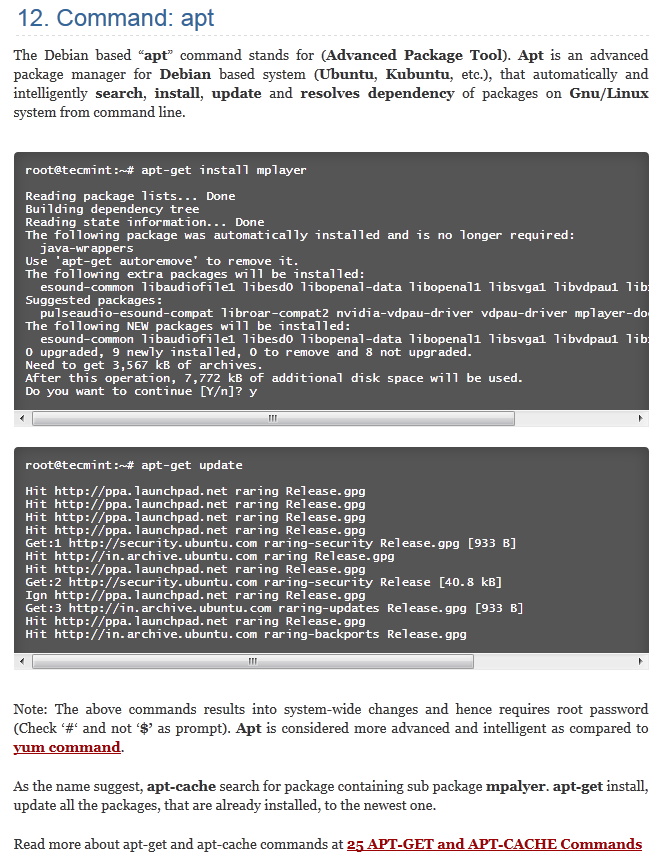 12. Command: apt
The Debian based “apt” command stands for (Advanced Package Tool). Apt is an advanced
package manager for Debian based system (Ubuntu, Kubuntu, etc.), that automatically and
intelligently search, install, update and resolves dependency of packages on Gnu/Linux
system from command line.
root@tecmint:~# apt-get install mplayer
Reading package lists... Done
Building dependency tree
Reading state information... Done
The following package was automatically installed and is no longer required:
java-wrappers
Use 'apt-get autoremove' to remove it.
The following extra packages will be installed:
esound-common libaudiofile1 libesd0 libopenal-data libopenal1 libsvga1 libvdpau1 lib
Suggested packages:
pulseaudio-esound-compat libroar-compat2 nvidia-vdpau-driver vdpau-driver mplayer-do
The following NEW packages will be installed:
esound-common libaudiofile1 libesd0 libopenal-data libopenal1 libsvga1 libvdpau1 lib
0 upgraded, 9 newly installed, 0 to remove and 8 not upgraded.
Need to get 3,567 kB of archives.
After this operation, 7,772 kB of additional disk space will be used.
Do you want to continue [Y/n]? y
root@tecmint:~# apt-get update
Hit http://ppa.launchpad.net raring Release.gpg
Hit http://ppa.launchpad.net raring Release.gpg
Hit http://ppa.launchpad.net raring Release.gpg
Hit http://ppa.launchpad.net raring Release.gpg
Get:1 http://security.ubuntu.com raring-security Release.gpg [933 B]
Hit http://in.archive.ubuntu.com raring Release.gpg
Hit http://ppa.launchpad.net raring Release.gpg
Get:2 http://security.ubuntu.com raring-security Release [40.8 kB]
Ign http://ppa.launchpad.net raring Release.gpg
Get:3 http://in.archive.ubuntu.com raring-updates Release.gpg [933 B]
Hit http://ppa.launchpad.net raring Release.gpg
Hit http://in.archive.ubuntu.com raring-backports Release.gpg
Note: The above commands results into system-wide changes and hence requires root password
(Check ‘#‘ and not ‘$’ as prompt). Apt is considered more advanced and intelligent as compared to
yum command.
As the name suggest, apt-cache search for package containing sub package mpalyer. apt-get install,
update all the packages, that are already installed, to the newest one.
Read more about apt-get and apt-cache commands at 25 APT-GET and APT-CACHE Commands